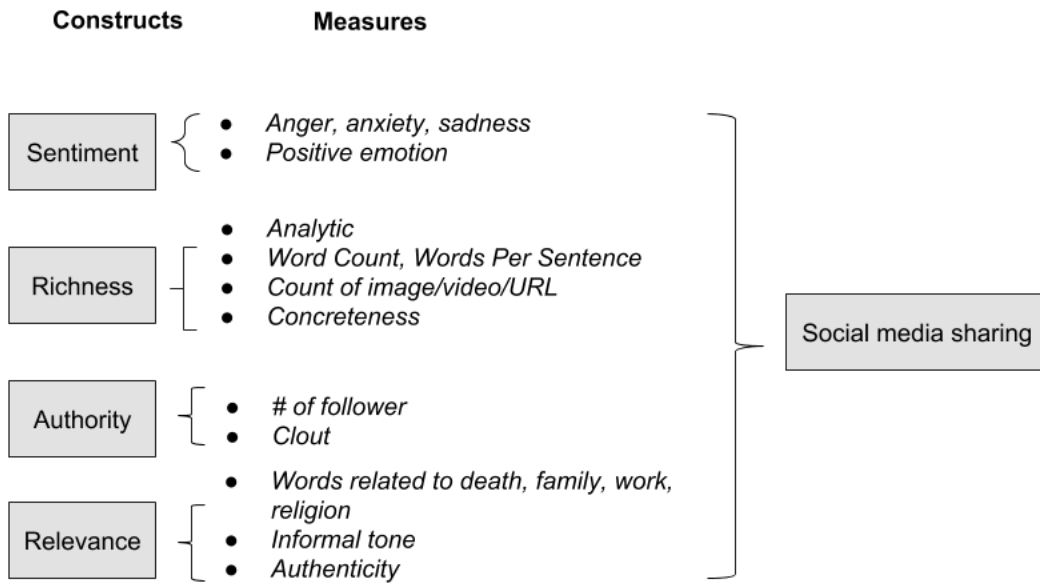 Constructs Measures
Sentiment
● Anger, anxiety, sadness
● Positive emotion
Richness
● Analytic
● Word Count, Words Per Sentence
● Count of image/video/URL
● Concreteness
Authority
● # of follower
● Clout
Relevance
● Words related to death, family, work,
religion
● Informal tone
● Authenticity
Social media sharing